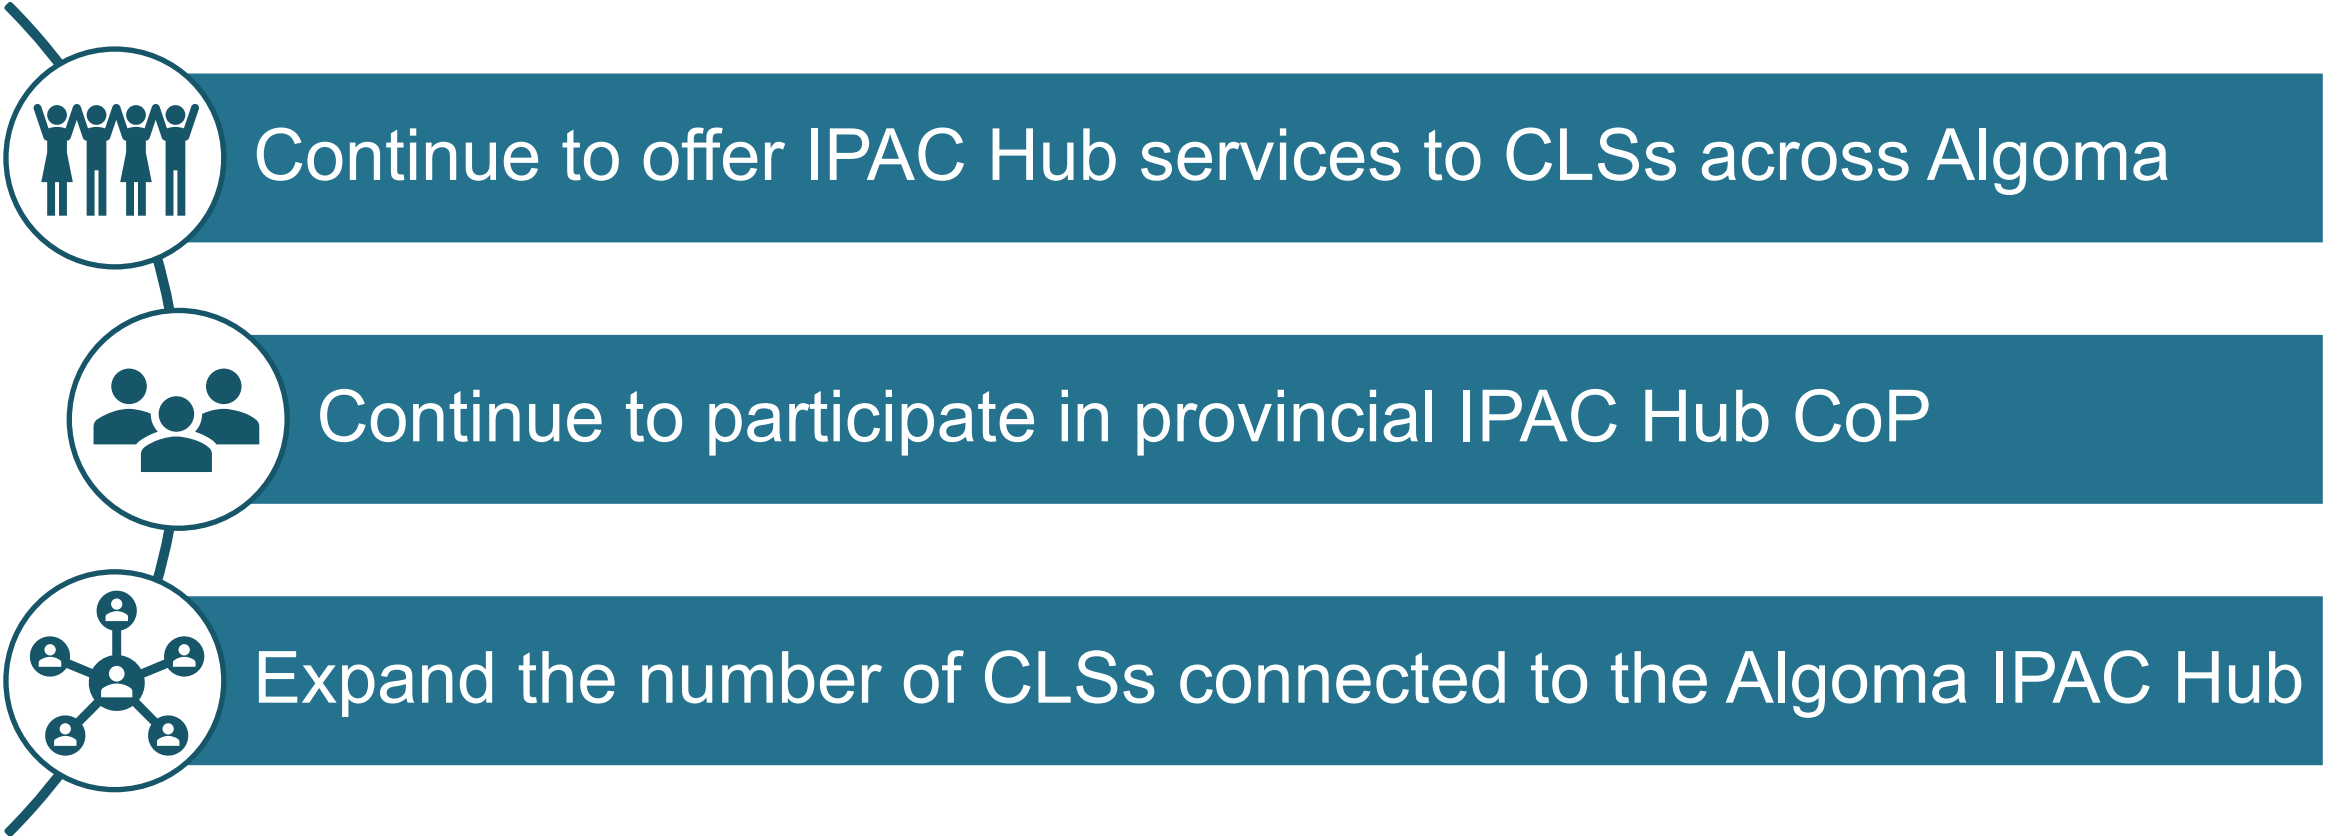 Continue to offer IPAC Hub services to CLSs across Algoma
Continue to participate in provincial IPAC Hub CoP
Expand the number of CLSs connected to the Algoma IPAC Hub